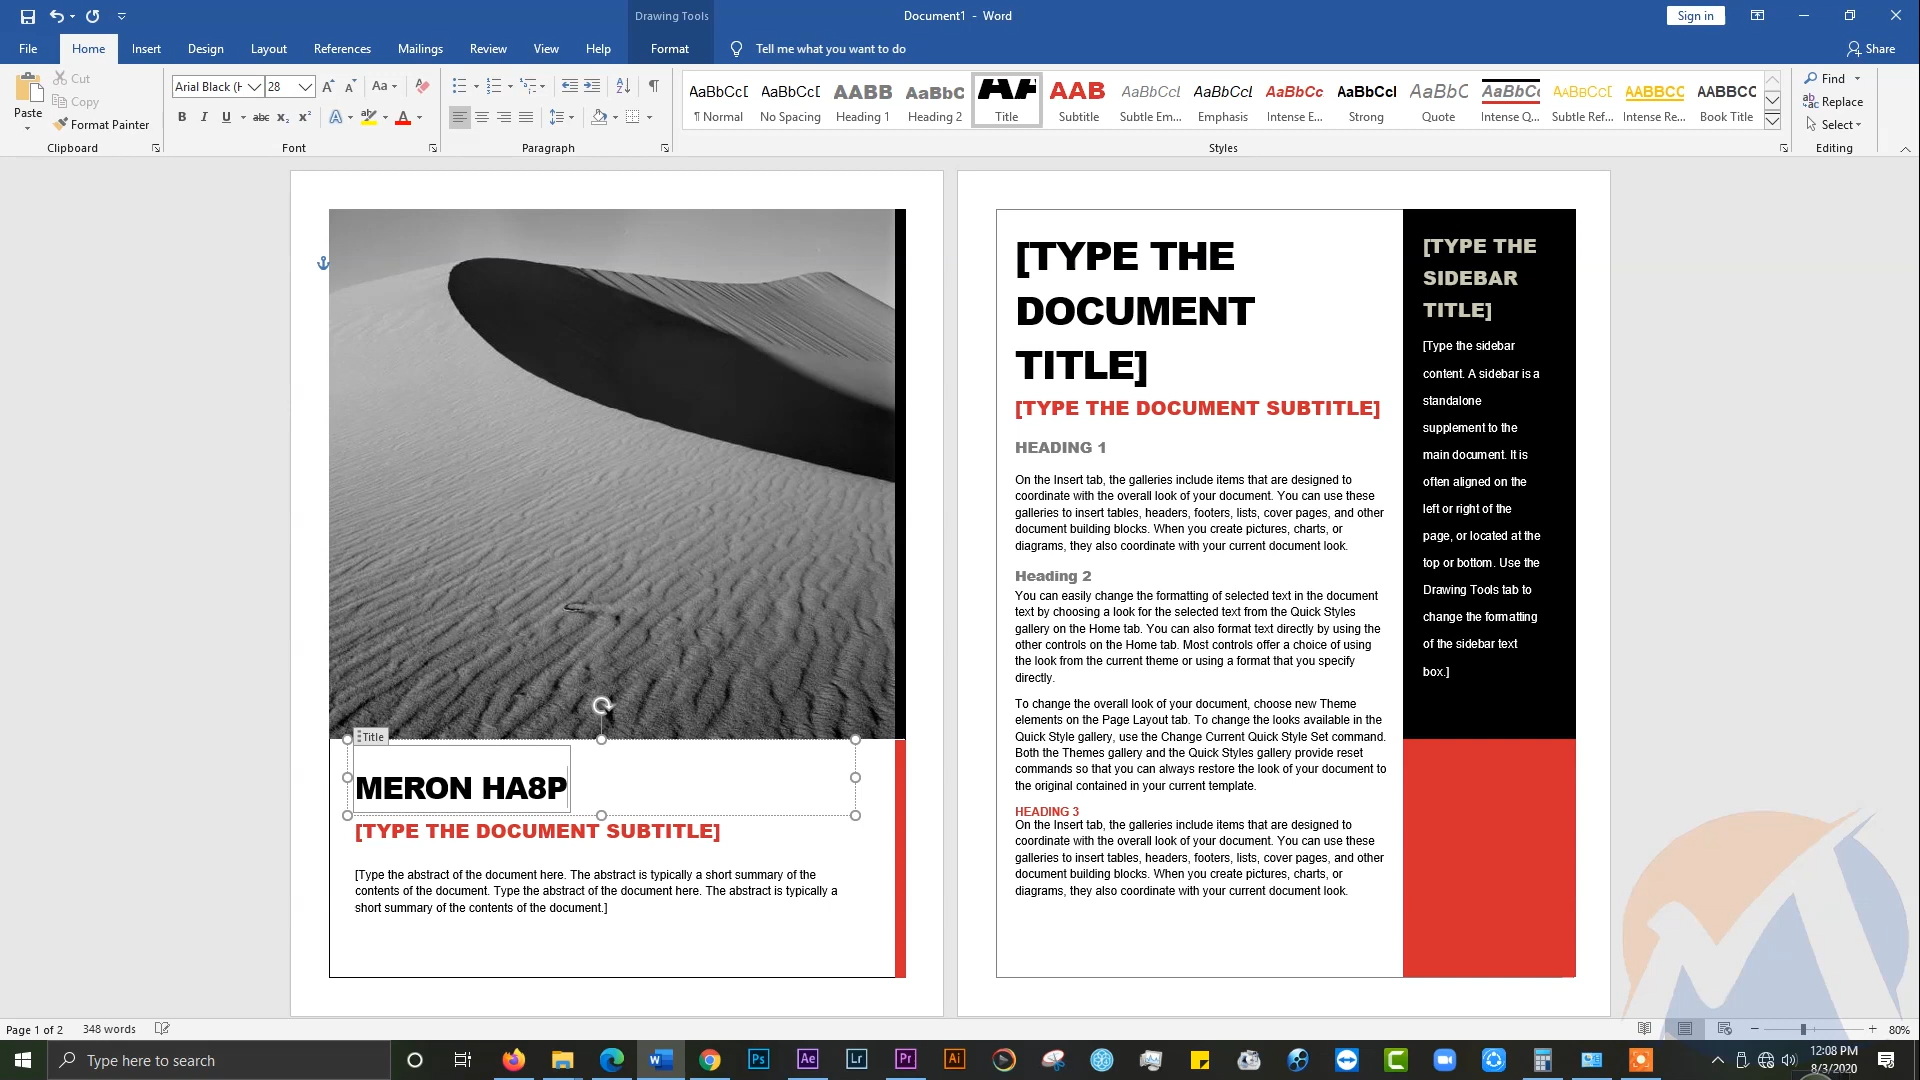 Drawing Tools
Document1 - Word
Sign in
File
Home
Insert
Design
Layout
References
Mailings
Review
View
Help
Format
Tell me what you want to do
Share
Paste
Cut
Copy
Format Painter
Clipboard
Arial Black (H
28
Font
Paragraph
AaBbCcD
¶ Normal
AaBbCcD
No Spacing
AABB
Heading 1
AaBbC
Heading 2
Title
AAB
Subtitle
AaBbCcL
Subtle Em...
AaBbCcL
Emphasis
AaBbCc
Intense E...
AaBbCcI
Strong
AaBbC
Quote
AaBbCc
Intense Q...
AABBCCD
Subtle Ref...
AABBCC
Intense Re...
AABBCC
Book Title
Styles
Find
Replace
Select
Editing
Title
MERON HA8P
[TYPE THE DOCUMENT SUBTITLE]
[Type the abstract of the document here. The abstract is typically a short summary of the
contents of the document. Type the abstract of the document here. The abstract is typically a
short summary of the contents of the document.]
[TYPE THE
DOCUMENT
TITLE]
[TYPE THE DOCUMENT SUBTITLE]
HEADING 1
On the Insert tab, the galleries include items that are designed to
coordinate with the overall look of your document. You can use these
galleries to insert tables, headers, footers, lists, cover pages, and other
document building blocks. When you create pictures, charts, or
diagrams, they also coordinate with your current document look.
Heading 2
You can easily change the formatting of selected text in the document
text by choosing a look for the selected text from the Quick Styles
gallery on the Home tab. You can also format text directly by using the
other controls on the Home tab. Most controls offer a choice of using
the look from the current theme or using a format that you specify
directly.
To change the overall look of your document, choose new Theme
elements on the Page Layout tab. To change the looks available in the
Quick Style gallery, use the Change Current Quick Style Set command.
Both the Themes gallery and the Quick Styles gallery provide reset
commands so that you can always restore the look of your document to
the original contained in your current template.
HEADING 3
On the Insert tab, the galleries include items that are designed to
coordinate with the overall look of your document. You can use these
galleries to insert tables, headers, footers, lists, cover pages, and other
document building blocks. When you create pictures, charts, or
diagrams, they also coordinate with your current document look.
[TYPE THE
SIDEBAR
TITLE]
[Type the sidebar
content. A sidebar is a
standalone
supplement to the
main document. It is
often aligned on the
left or right of the
page, or located at the
top or bottom. Use the
Drawing Tools tab to
change the formatting
of the sidebar text
box.]
Page 1 of 2
348 words
80%
Type here to search
12:08 PM
8/3/2020